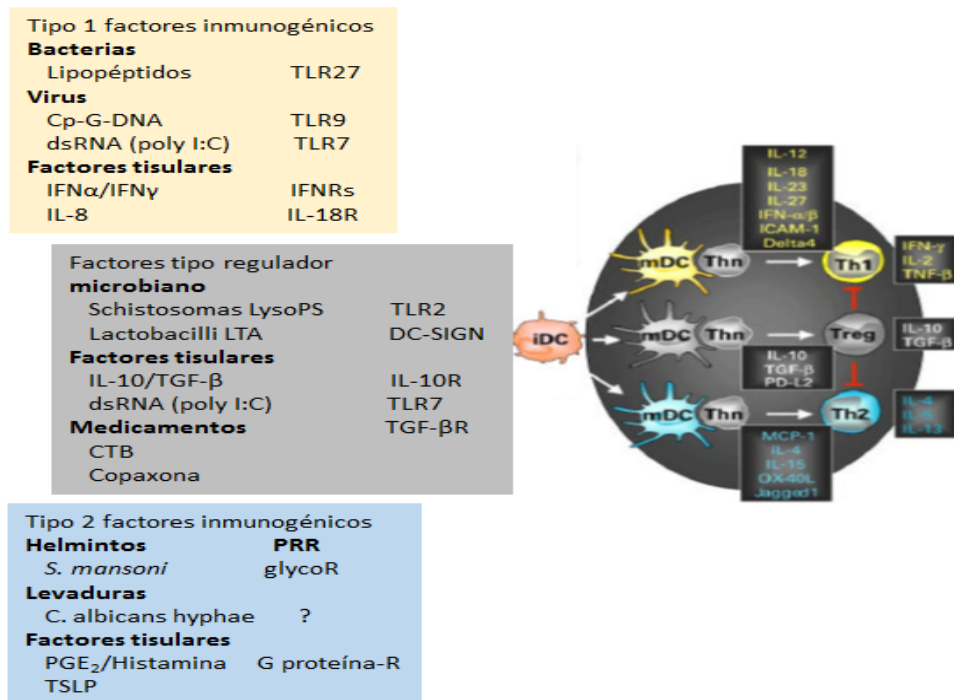 Tipo 1 factores inmunogénicos
Bacterias
Lipopéptidos TLR27
Virus
Cp-G-DNA TLR9
dsRNA (poly I:C) TLR7
Factores tisulares
IFNα/IFNγ IFNRs
IL-8 IL-18R
Factores tipo regulador
microbiano
Schistosomas LysoPS TLR2
Lactobacilli LTA DC-SIGN
Factores tisulares
IL-10/TGF-β IL-10R
dsRNA (poly I:C) TLR7
Medicamentos TGF-βR
CTB
Copaxona
Tipo 2 factores inmunogénicos
Helmintos PRR
S. mansoni glycoR
Levaduras
C. albicans hyphae ?
Factores tisulares
PGE₂/Histamina G proteína-R
TSLP
iDC
IL-12
IL-18
IL-23
IL-27
IFN-α/β
ICAM-1
Delta4
mDC Thn Th1
IFN-γ
IL-2
TNF-β
mDC Thn Treg
IL-10
TGF-β
PD-L2
IL-10
TGF-β
mDC Thn Th2
MCP-1
IL-4
IL-15
OX-40L
Jagged1
IL-4
IL-13